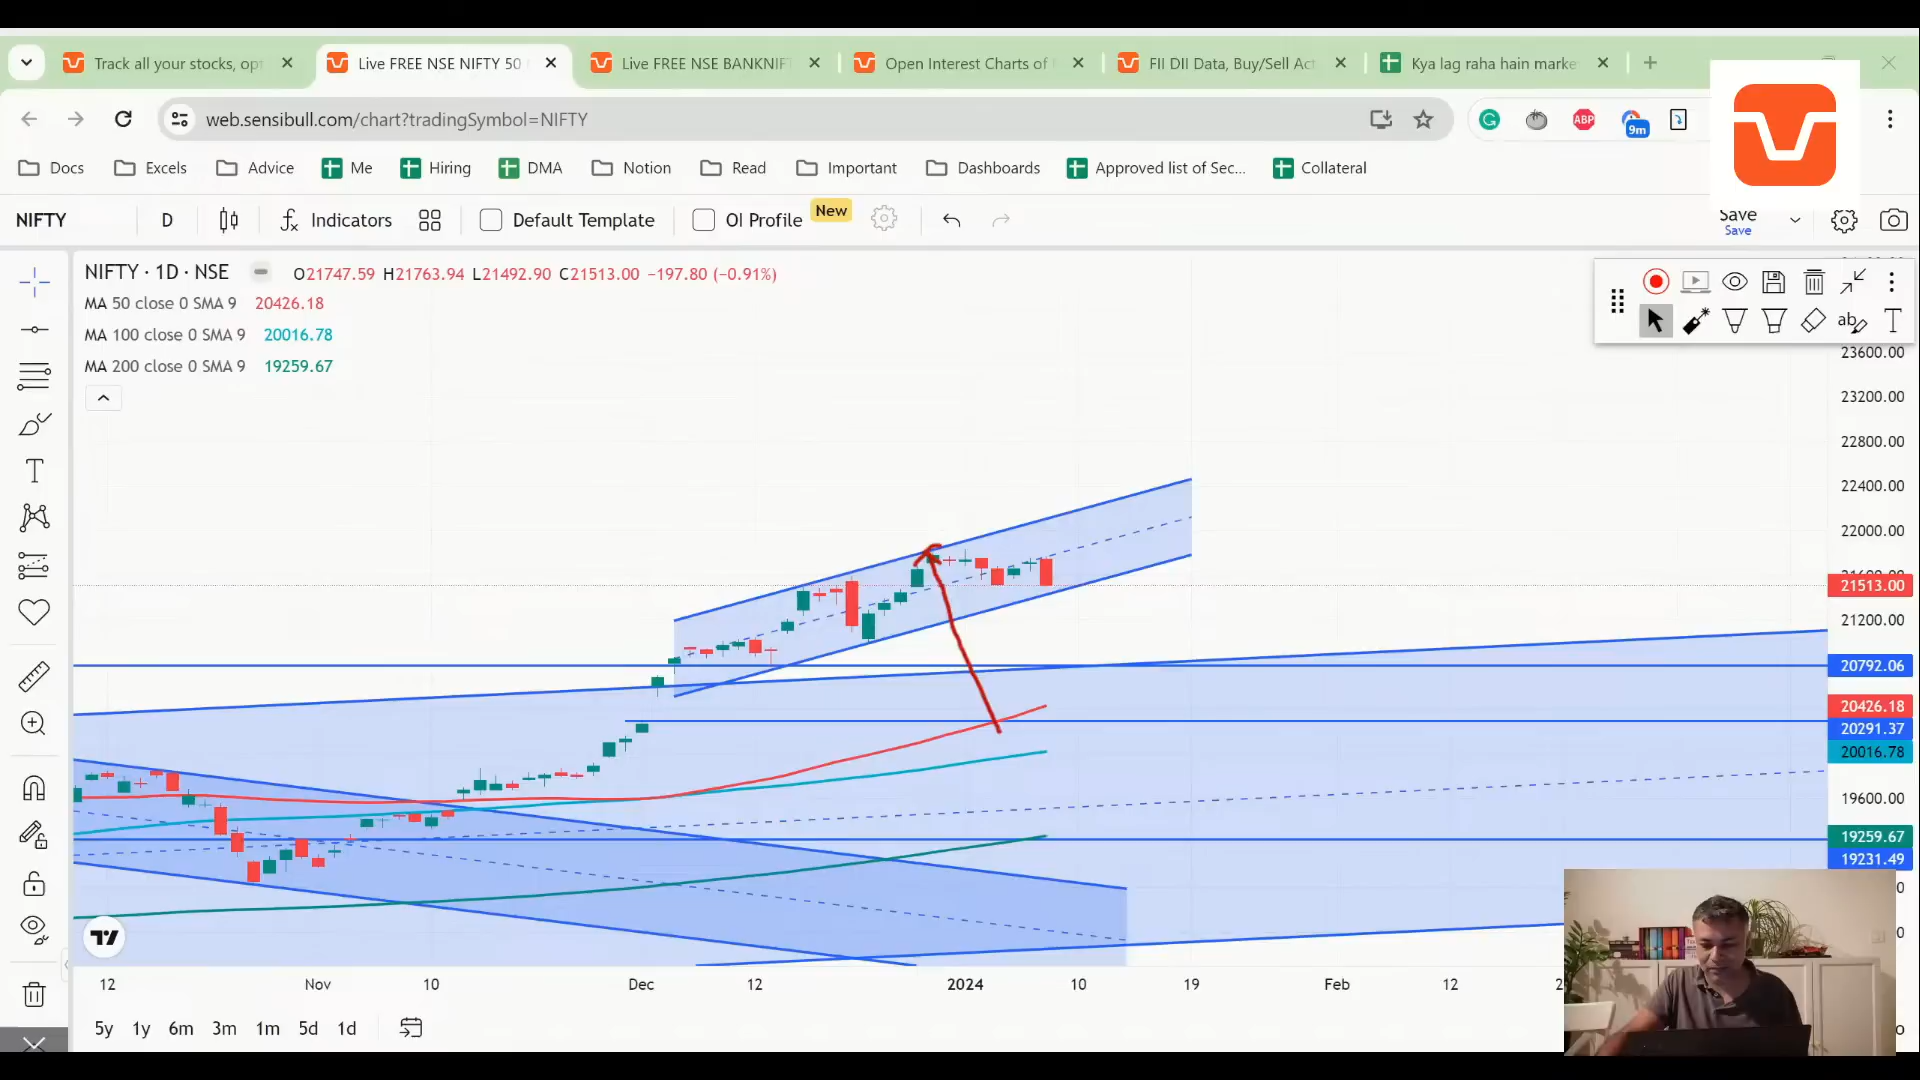 Track all your stocks, opt
Live FREE NSE NIFTY 50
Live FREE NSE BANKNIF
Open Interest Charts of
FII DII Data, Buy/Sell Act
Kya lag raha hain marke
web.sensibull.com/chart?tradingSymbol=NIFTY
ABP
9m
Docs
Excels
Advice
Me
Hiring
DMA
Notion
Read
Important
Dashboards
Approved list of Sec...
Collateral
NIFTY
D
Indicators
Default Template
OI Profile
New
Save
Save
NIFTY · 1D · NSE
O21747.59 H21763.94 L21492.90 C21513.00 −197.80 (−0.91%)
MA 50 close 0 SMA 9 20426.18
MA 100 close 0 SMA 9 20016.78
MA 200 close 0 SMA 9 19259.67
23600.00
23200.00
22800.00
22400.00
22000.00
21513.00
21200.00
20792.06
20426.18
20291.37
20016.78
19600.00
19259.67
19231.49
12
Nov
10
Dec
12
2024
10
19
Feb
12
5y
1y
6m
3m
1m
5d
1d